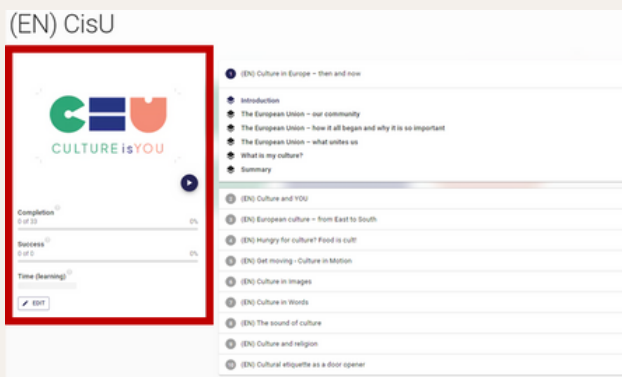 (EN) CisU
C=U
CULTUREisYOU
Completion
0 of 33 0%
Success
0 of 0 0%
Time (learning)
EDIT
1 (EN) Culture in Europe – then and now
Introduction
The European Union – our community
The European Union – how it all began and why it is so important
The European Union – what unites us
What is my culture?
Summary
2 (EN) Culture and YOU
3 (EN) European culture – from East to South
4 (EN) Hungry for culture? Food is cult!
5 (EN) Get moving - Culture in Motion
6 (EN) Culture in Images
7 (EN) Culture in Words
8 (EN) The sound of culture
9 (EN) Culture and religion
10 (EN) Cultural etiquette as a door opener